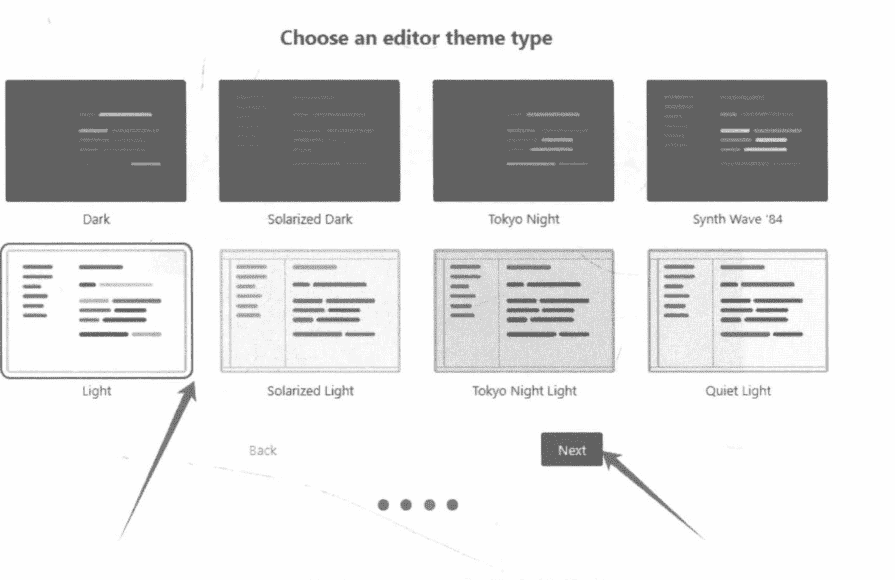 Choose an editor theme type
Dark
Solarized Dark
Tokyo Night
Synth Wave '84
Light
Solarized Light
Tokyo Night Light
Quiet Light
Back
Next